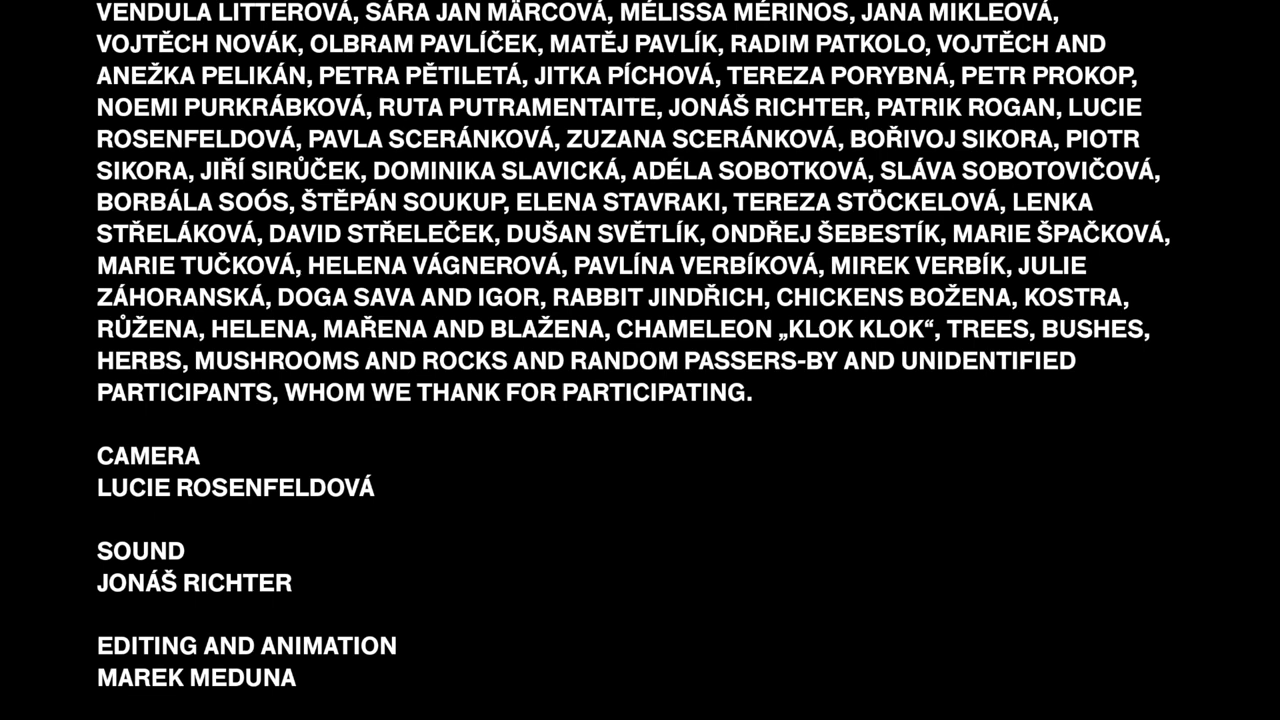 VENDULA LITTEROVÁ, SÁRA JAN MÄRCOVÁ, MÉLISSA MÉRINOS, JANA MIKLEOVÁ,
VOJTĚCH NOVÁK, OLBRAM PAVLÍČEK, MATĚJ PAVLÍK, RADIM PATKOLO, VOJTĚCH AND
ANEŽKA PELIKÁN, PETRA PĚTILETÁ, JITKA PÍCHOVÁ, TEREZA PORYBNÁ, PETR PROKOP,
NOEMI PURKRÁBKOVÁ, RUTA PUTRAMENTAITE, JONÁŠ RICHTER, PATRIK ROGAN, LUCIE
ROSENFELDOVÁ, PAVLA SCERÁNKOVÁ, ZUZANA SCERÁNKOVÁ, BOŘIVOJ SIKORA, PIOTR
SIKORA, JIŘÍ SIRŮČEK, DOMINIKA SLAVICKÁ, ADÉLA SOBOTKOVÁ, SLÁVA SOBOTOVIČOVÁ,
BORBÁLA SOÓS, ŠTĚPÁN SOUKUP, ELENA STAVRAKI, TEREZA STÖCKELOVÁ, LENKA
STŘELÁKOVÁ, DAVID STŘELEČEK, DUŠAN SVĚTLÍK, ONDŘEJ ŠEBESTÍK, MARIE ŠPAČKOVÁ,
MARIE TUČKOVÁ, HELENA VÁGNEROVÁ, PAVLÍNA VERBÍKOVÁ, MIREK VERBÍK, JULIE
ZÁHORANSKÁ, DOGA SAVA AND IGOR, RABBIT JINDŘICH, CHICKENS BOŽENA, KOSTRA,
RŮŽENA, HELENA, MAŘENA AND BLAŽENA, CHAMELEON „KLOK KLOK“, TREES, BUSHES,
HERBS, MUSHROOMS AND ROCKS AND RANDOM PASSERS-BY AND UNIDENTIFIED
PARTICIPANTS, WHOM WE THANK FOR PARTICIPATING.
CAMERA
LUCIE ROSENFELDOVÁ
SOUND
JONÁŠ RICHTER
EDITING AND ANIMATION
MAREK MEDUNA